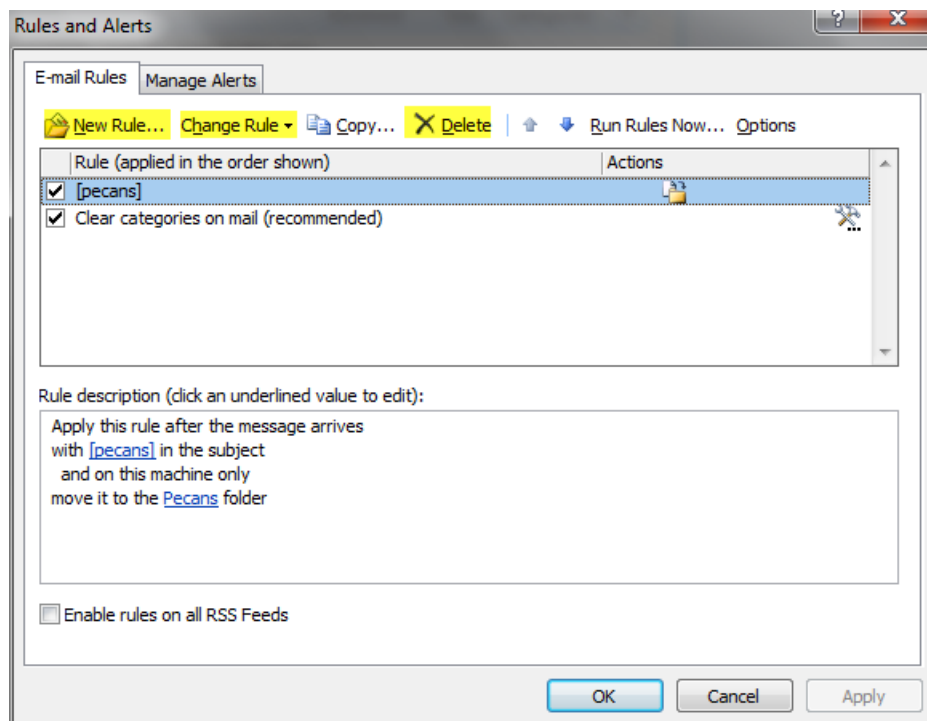 Rules and Alerts
? X
E-mail Rules Manage Alerts
New Rule... Change Rule Copy... Delete Run Rules Now... Options
Rule (applied in the order shown) Actions
[pecans]
Clear categories on mail (recommended)
Rule description (click an underlined value to edit):
Apply this rule after the message arrives
with [pecans] in the subject
and on this machine only
move it to the Pecans folder
Enable rules on all RSS Feeds
OK Cancel Apply